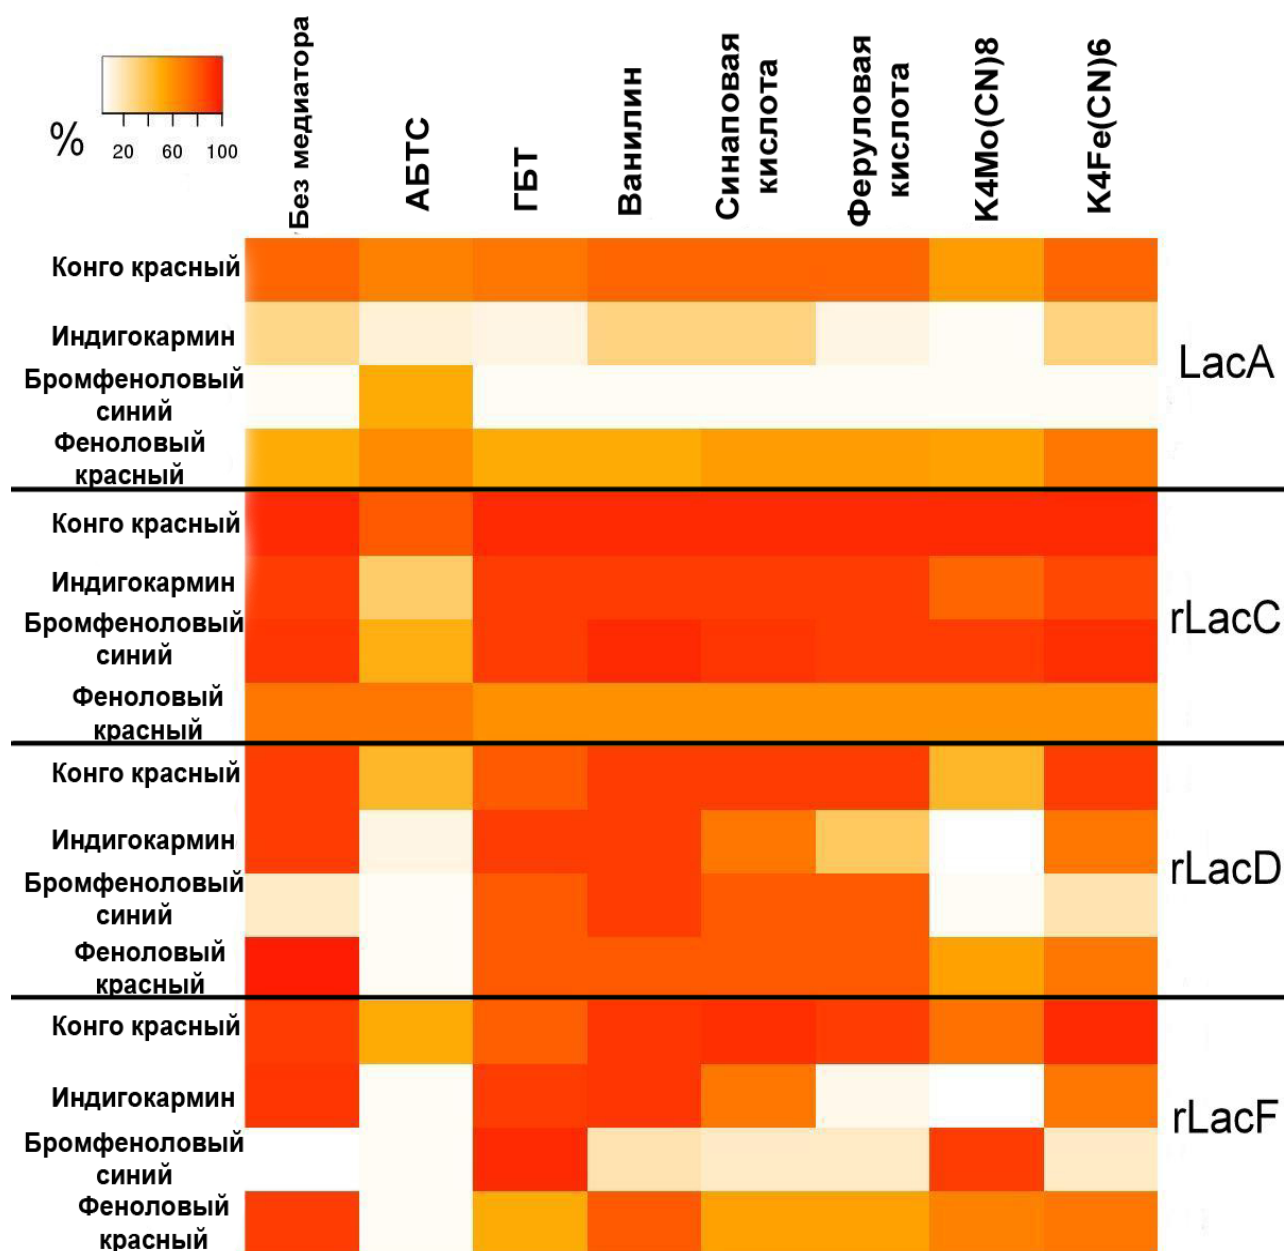 %
20 60 100
Без медиатора
АБТС
ГБТ
Ванилин
Синаповая
кислота
Феруловая
кислота
K4Mo(CN)8
K4Fe(CN)6
Конго красный
Индигокармин
Бромфеноловый
синий
Феноловый
красный
LacA
Конго красный
Индигокармин
Бромфеноловый
синий
Феноловый
красный
rLacC
Конго красный
Индигокармин
Бромфеноловый
синий
Феноловый
красный
rLacD
Конго красный
Индигокармин
Бромфеноловый
синий
Феноловый
красный
rLacF